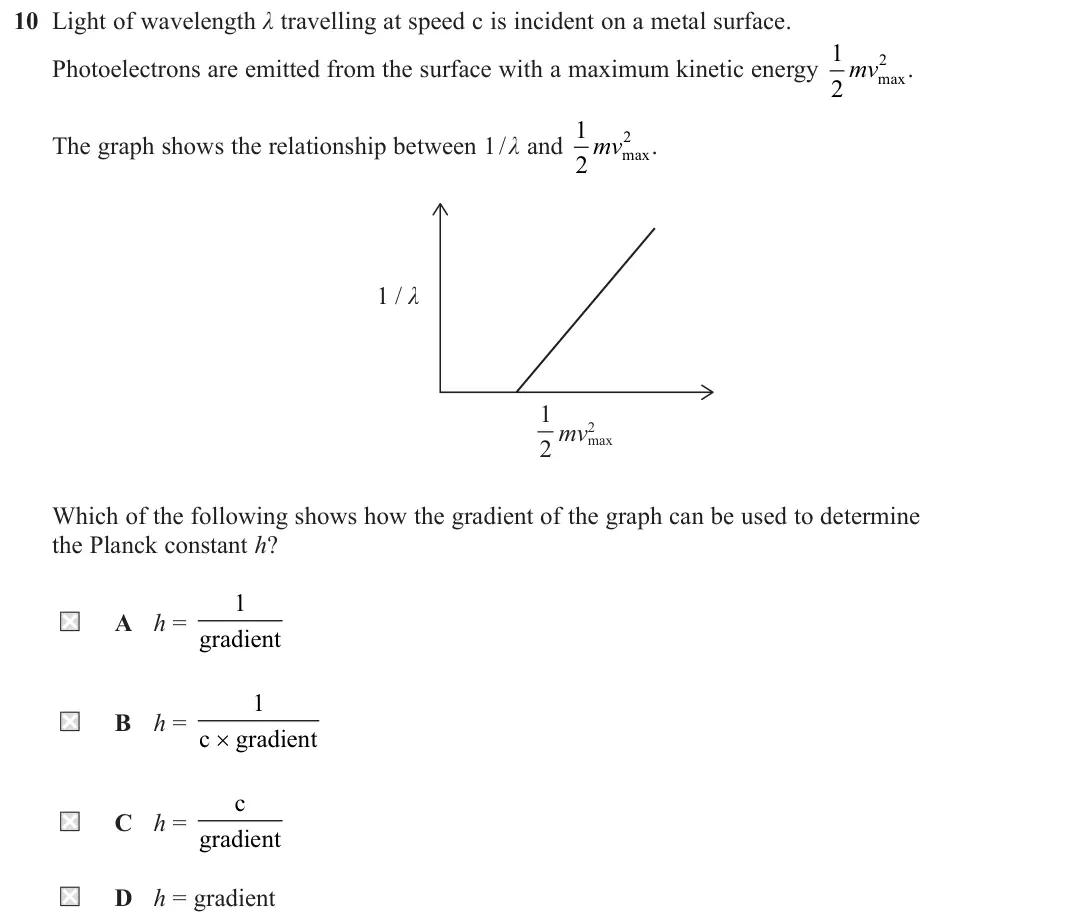 10 Light of wavelength λ travelling at speed c is incident on a metal surface.
Photoelectrons are emitted from the surface with a maximum kinetic energy 1/2 mv²max.
The graph shows the relationship between 1 / λ and 1/2 mv²max.
1 / λ
1/2 mv²max
Which of the following shows how the gradient of the graph can be used to determine
the Planck constant h?
A h = 1/gradient
B h = 1/(c × gradient)
C h = c/gradient
D h = gradient